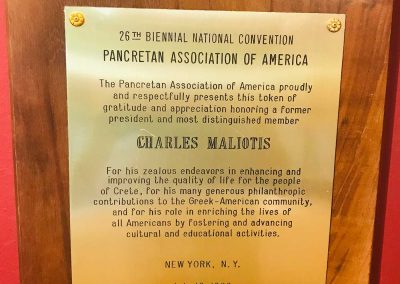 26TH BIENNIAL NATIONAL CONVENTION
PANCRETAN ASSOCIATION OF AMERICA
The Pancretan Association of America proudly
and respectfully presents this token of
gratitude and appreciation honoring a former
president and most distinguished member
CHARLES MALIOTIS
For his zealous endeavors in enhancing and
improving the quality of life for the people
of Crete, for his many generous philanthropic
contributions to the Greek-American community,
and for his role in enriching the lives of
all Americans by fostering and advancing
cultural and educational activities.
NEW YORK, N.Y.